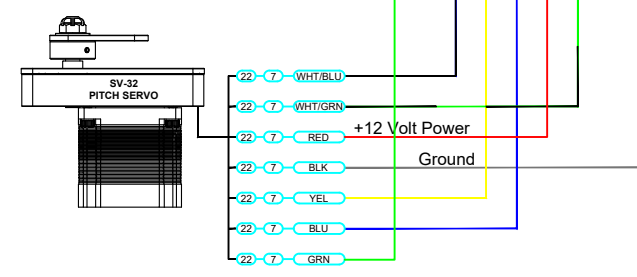 SV-32
PITCH SERVO
22 7 WHT/BLU
22 7 WHT/GRN
22 7 RED +12 Volt Power
22 7 BLK Ground
22 7 YEL
22 7 BLU
22 7 GRN